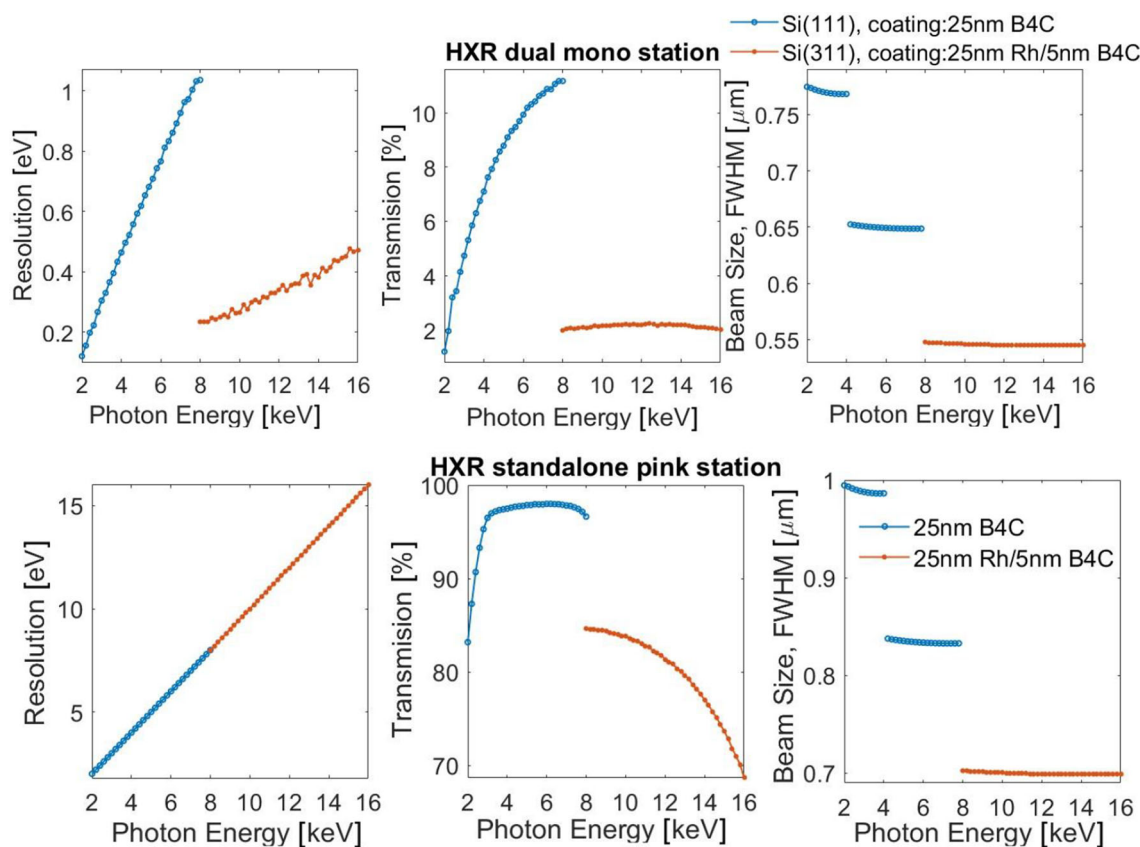 Si(111), coating:25nm B4C
HXR dual mono station
Si(311), coating:25nm Rh/5nm B4C
Resolution [eV]
1
0.8
0.6
0.4
0.2
2 4 6 8 10 12 14 16
Photon Energy [keV]
Transmision [%]
10
8
6
4
2
2 4 6 8 10 12 14 16
Photon Energy [keV]
Beam Size, FWHM [μm]
0.75
0.7
0.65
0.6
0.55
2 4 6 8 10 12 14 16
Photon Energy [keV]
HXR standalone pink station
Resolution [eV]
15
10
5
2 4 6 8 10 12 14 16
Photon Energy [keV]
Transmision [%]
100
90
80
70
2 4 6 8 10 12 14 16
Photon Energy [keV]
Beam Size, FWHM [μm]
1
0.9
0.8
0.7
25nm B4C
25nm Rh/5nm B4C
2 4 6 8 10 12 14 16
Photon Energy [keV]